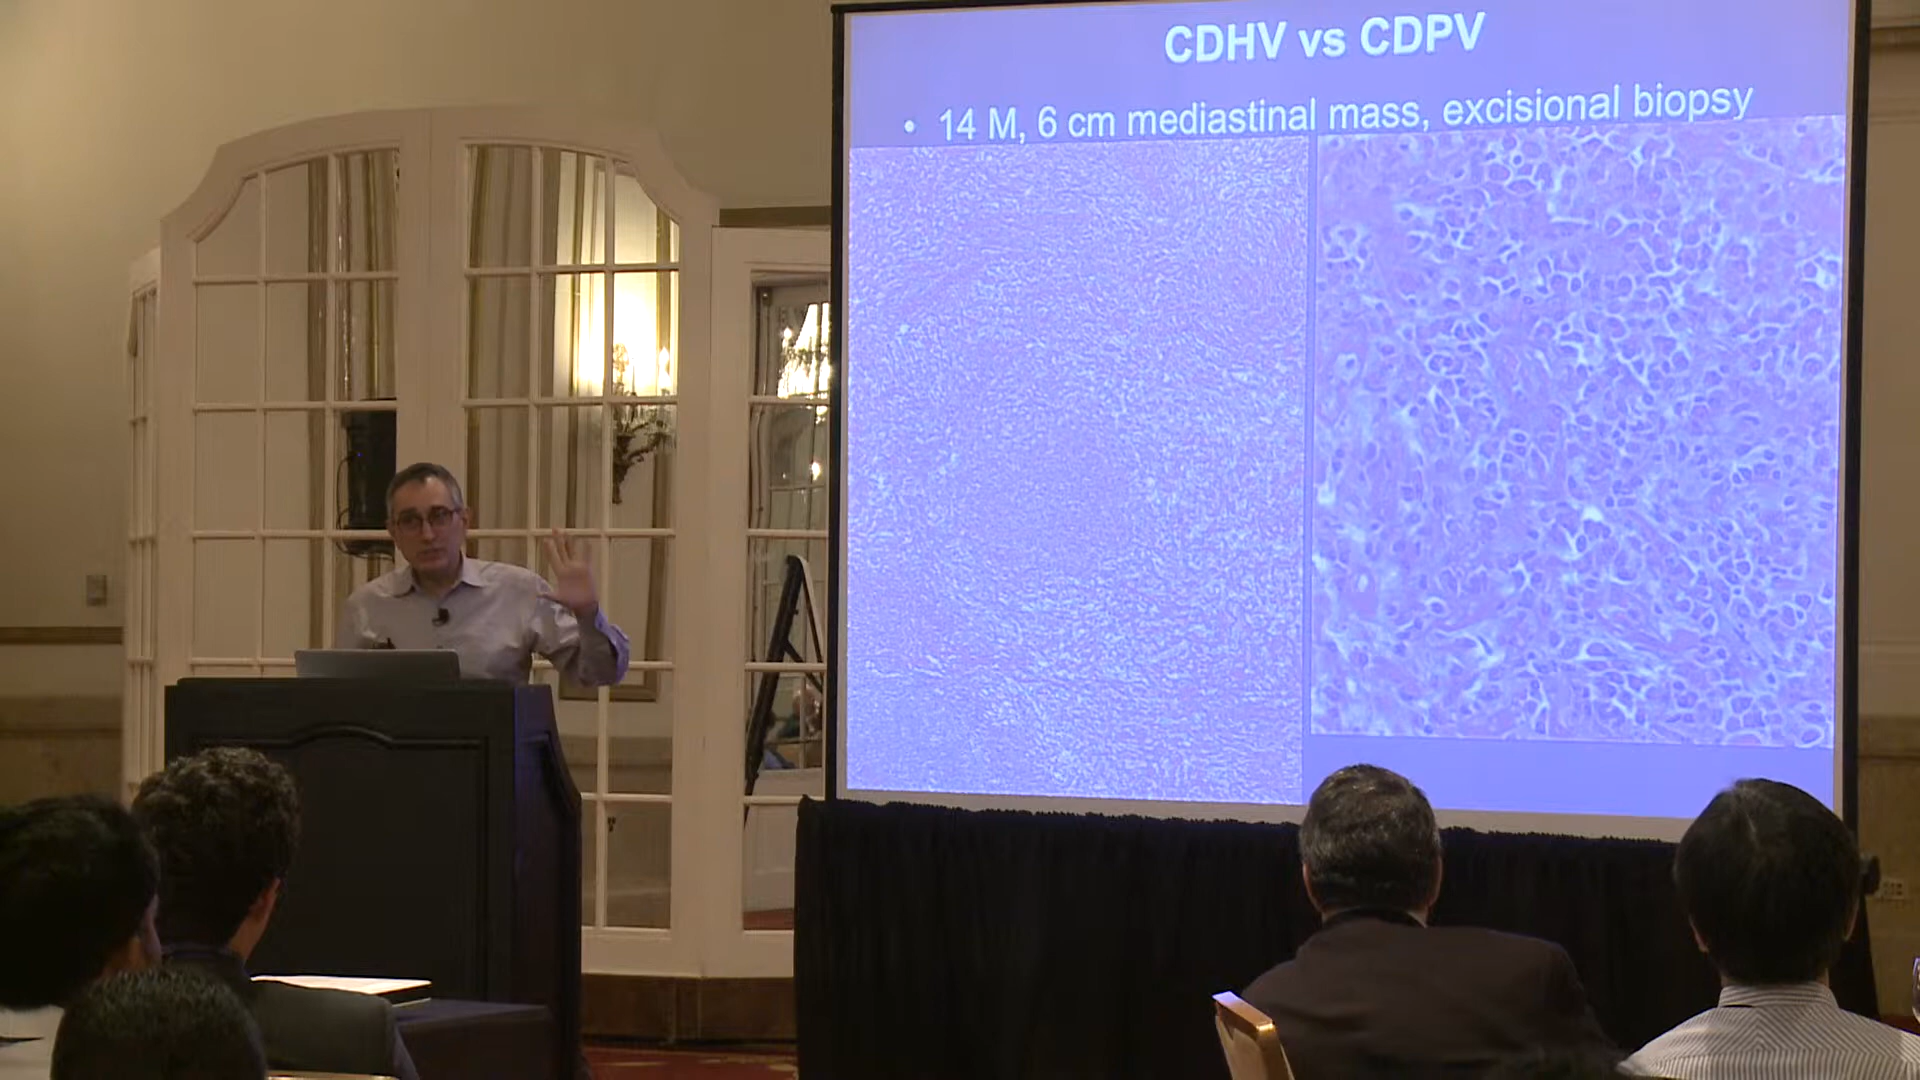 CDHV vs CDPV
• 14 M, 6 cm mediastinal mass, excisional biopsy